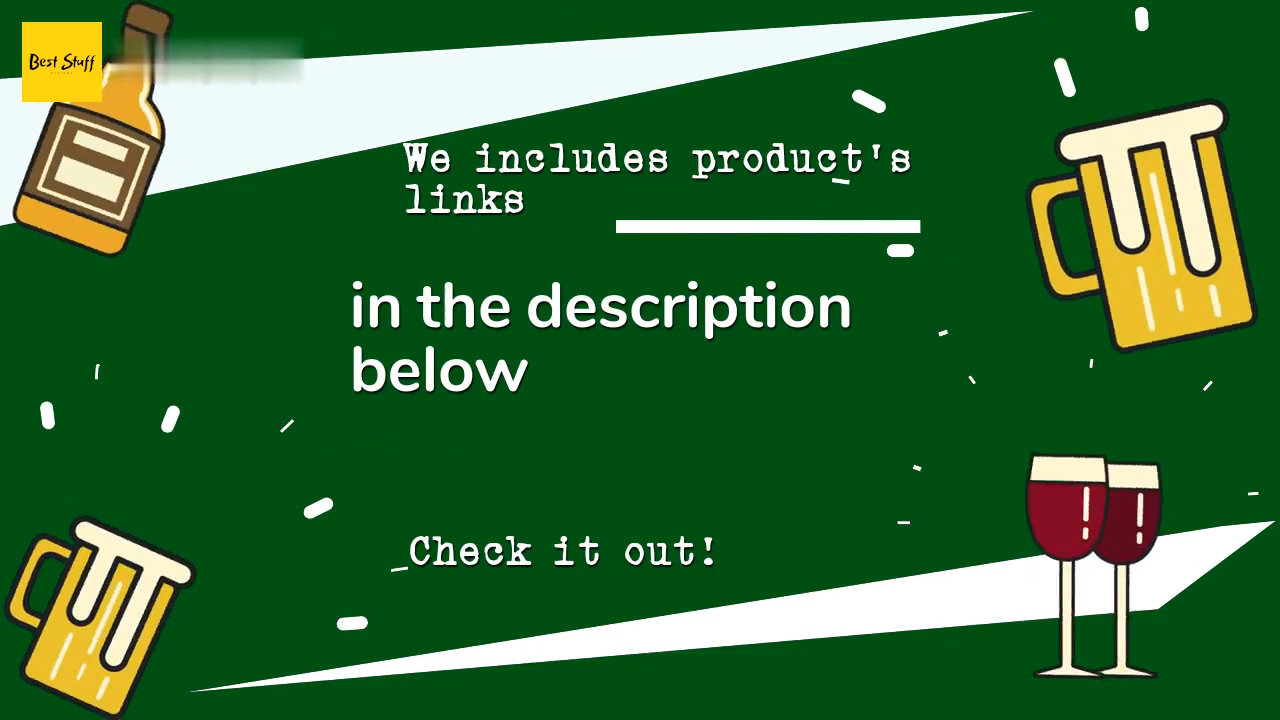 Best Stuff
We includes product's
links
in the description
below
Check it out!